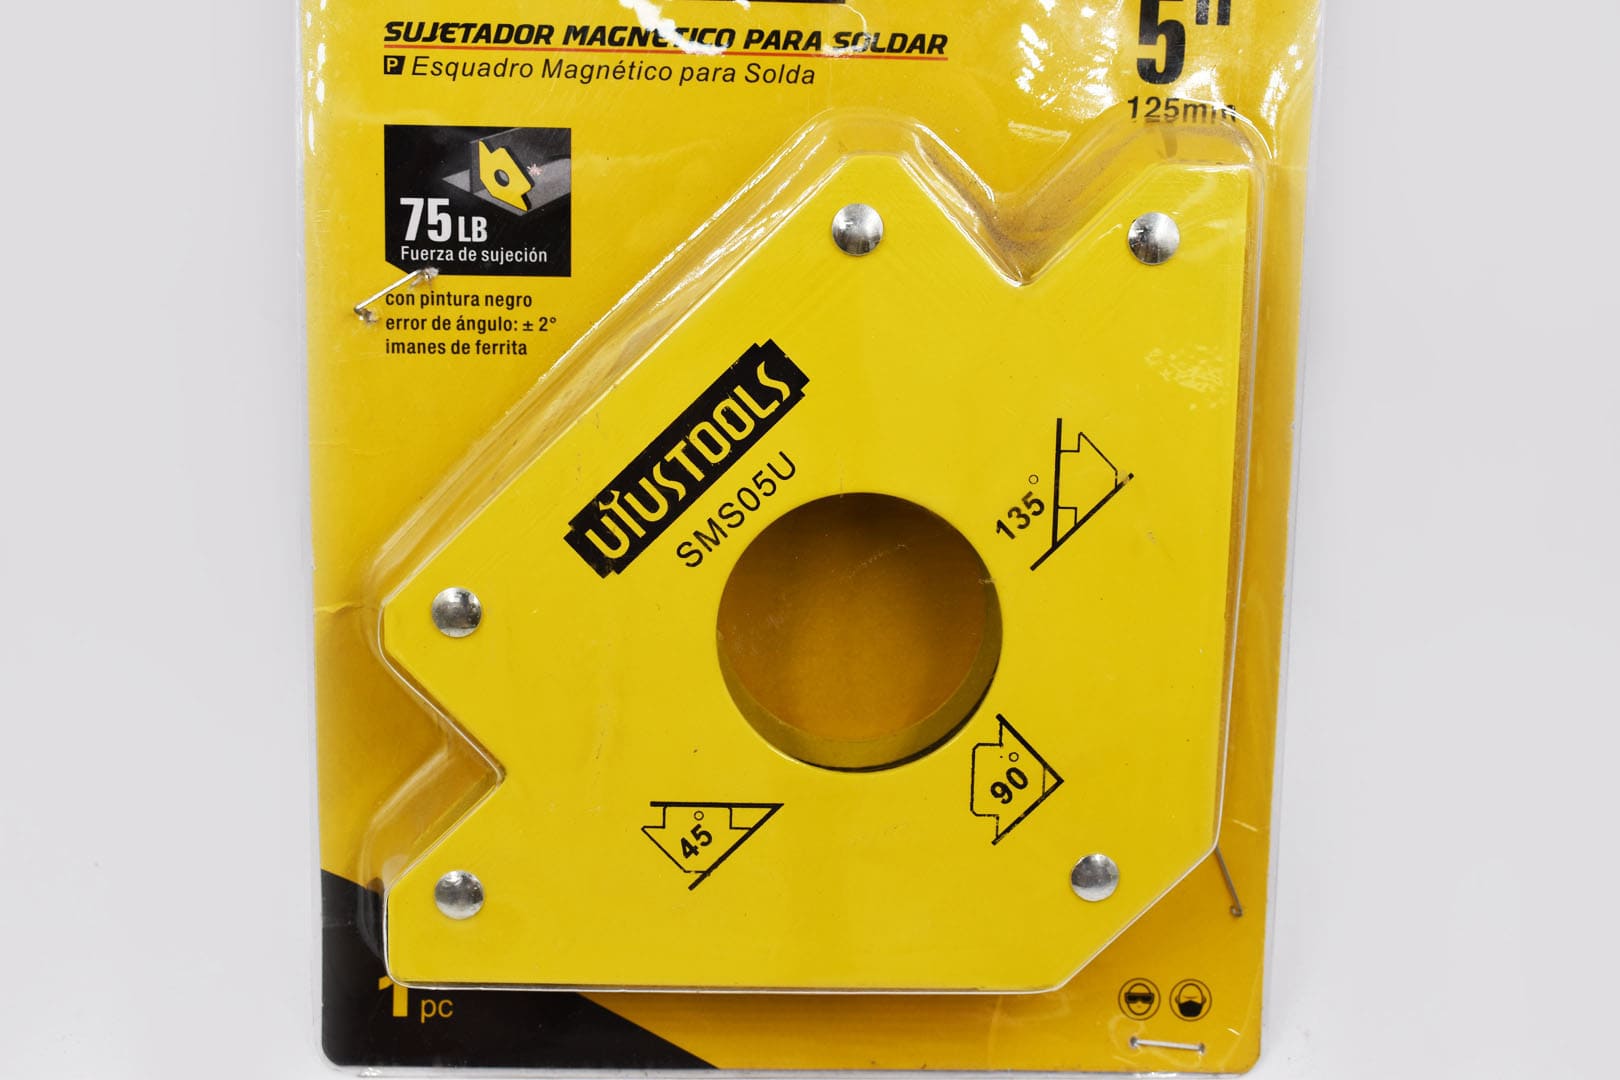 SUJETADOR MAGNÉTICO PARA SOLDAR
P Esquadro Magnético para Solda
5"
125mm
75 LB
Fuerza de sujeción
con pintura negro
error de ángulo: ± 2°
imanes de ferrita
UYUSTOOLS
SMS05U
135°
90°
45°
1 pc